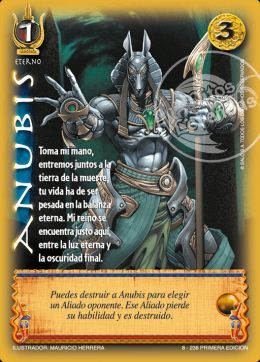 1
3
ETERNO
ANUBIS
Toma mi mano,
entremos juntos a la
tierra de la muerte,
tu vida ha de ser
pesada en la balanza
eterna. Mi reino se
encuentra justo aquí,
entre la luz eterna y
la oscuridad final.
Puedes destruir a Anubis para elegir
un Aliado oponente. Ese Aliado pierde
su habilidad y es destruido.
ILUSTRADOR: MAURICIO HERRERA
8 - 236 PRIMERA EDICION